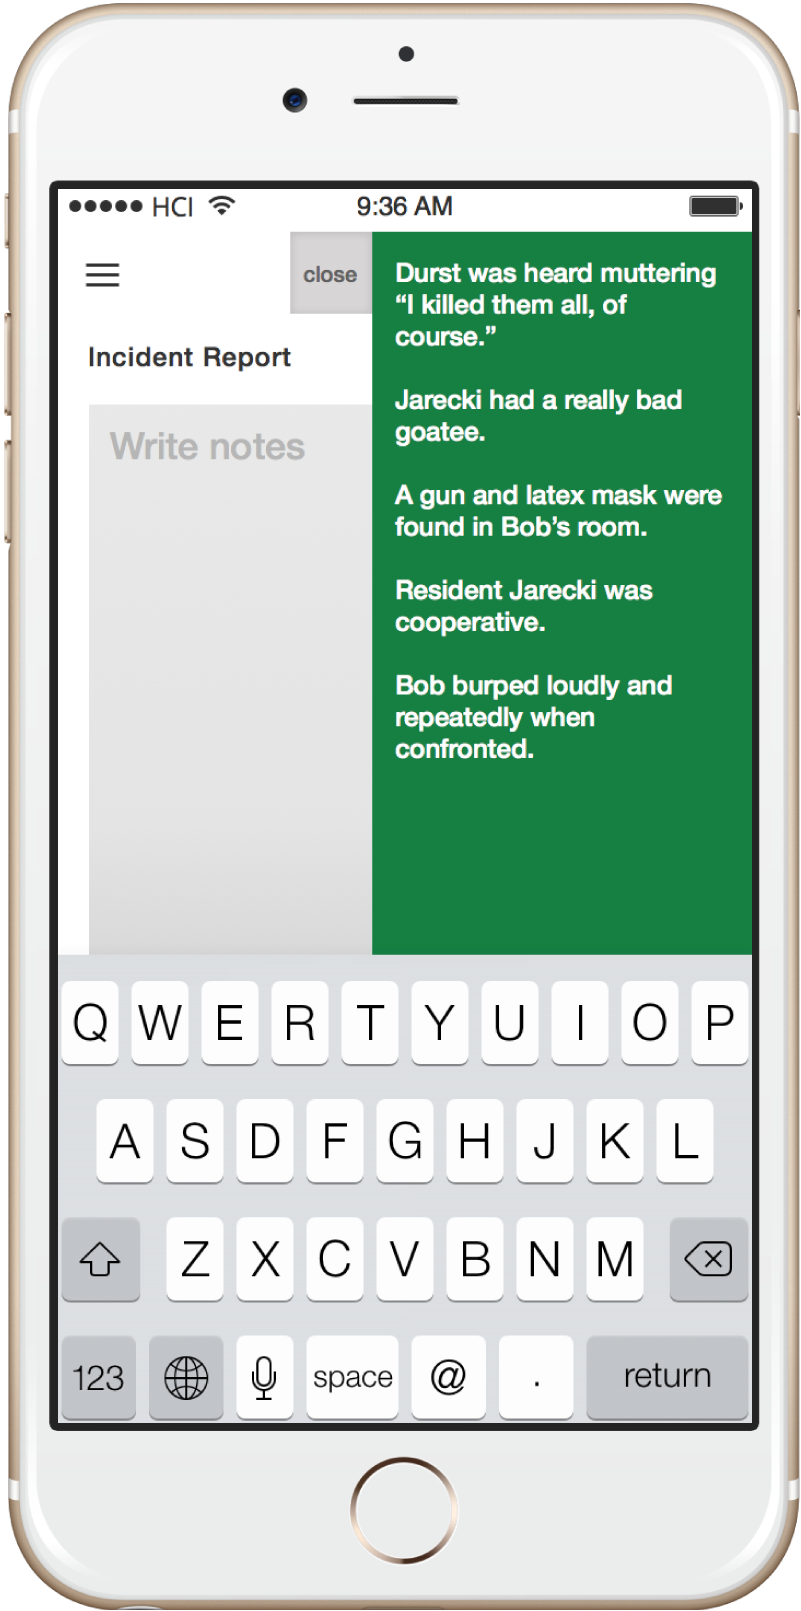 HCI 9:36 AM
close
Incident Report
Write notes
Durst was heard muttering
“I killed them all, of
course.”
Jarecki had a really bad
goatee.
A gun and latex mask were
found in Bob’s room.
Resident Jarecki was
cooperative.
Bob burped loudly and
repeatedly when
confronted.
Q W E R T Y U I O P
A S D F G H J K L
Z X C V B N M
123 space @ . return